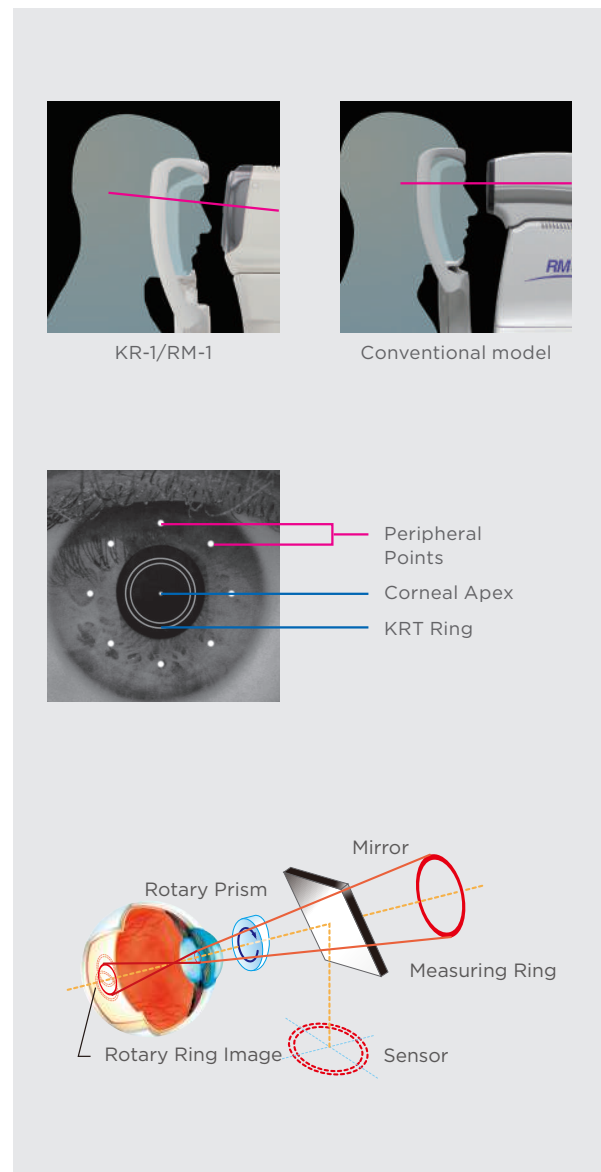 RM
KR-1/RM-1
Conventional model
Peripheral
Points
Corneal Apex
KRT Ring
Mirror
Rotary Prism
Measuring Ring
Rotary Ring Image
Sensor